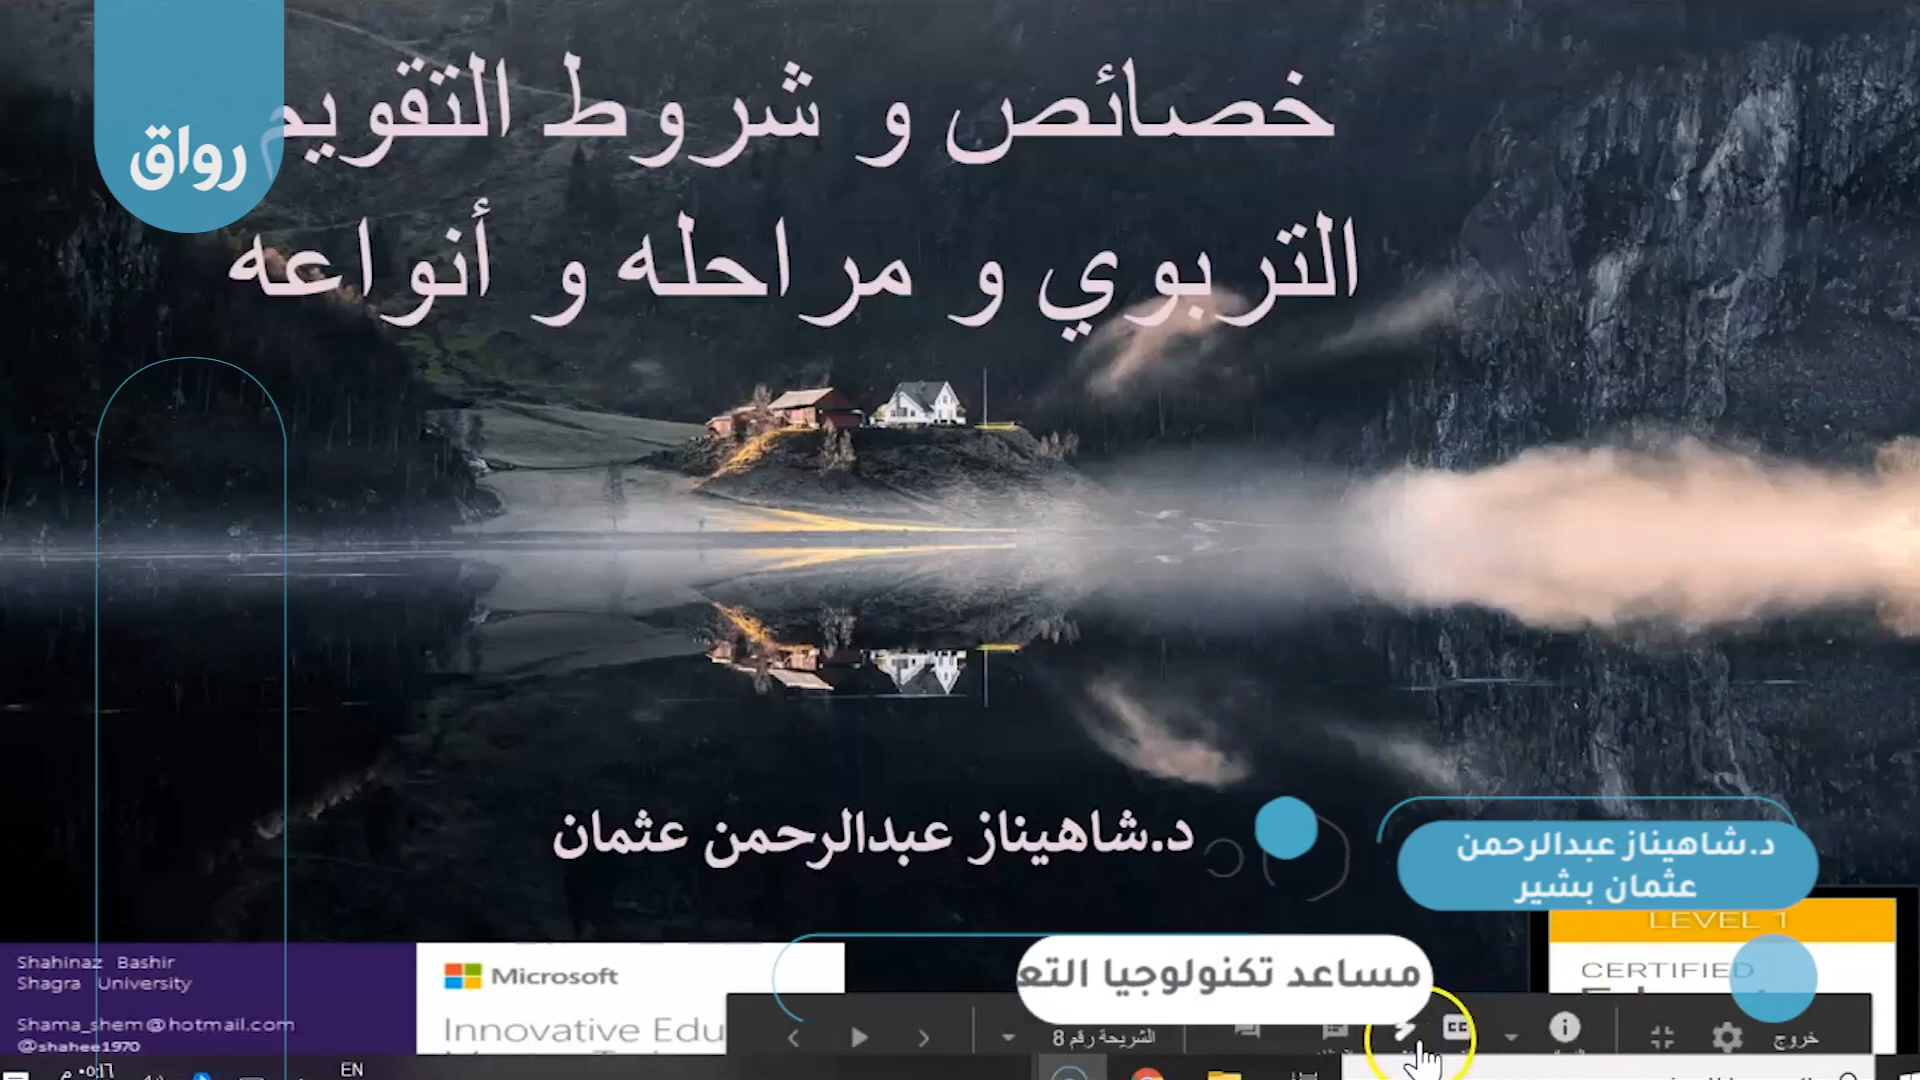 رواق
خصائص و شروط التقويم
التربوي و مراحله و أنواعه
د.شاهيناز عبدالرحمن عثمان
د.شاهيناز عبدالرحمن
عثمان بشير
LEVEL 1
CERTIFIED
مساعد تكنولوجيا التع
Shahinaz Bashir
Shagra University
Shama_shem@hotmail.com
@shahee1970
Microsoft
Innovative Edu
الشريحة رقم 8
CC
خروج
EN